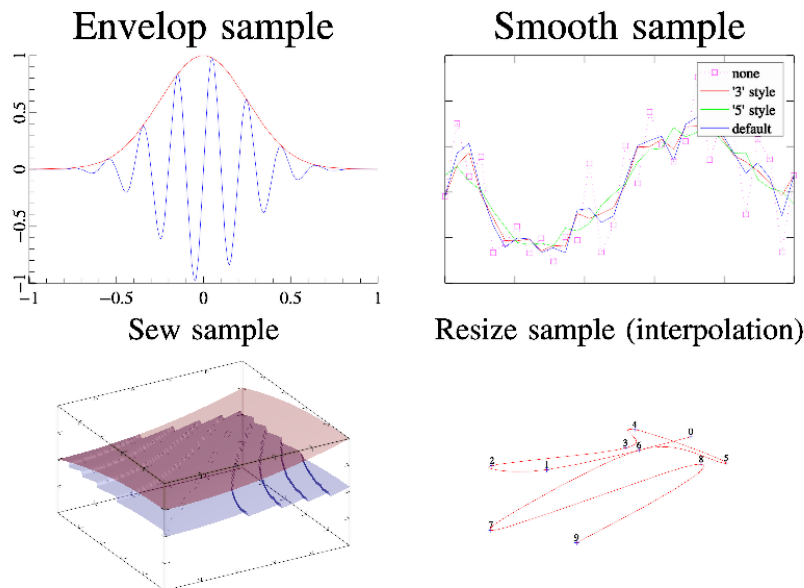 Envelop sample
Smooth sample
1
0.5
0
−0.5
−1
−1
−0.5
0
0.5
1
none
'3' style
'5' style
default
Sew sample
Resize sample (interpolation)
4
0
3
6
2
1
8
5
7
9